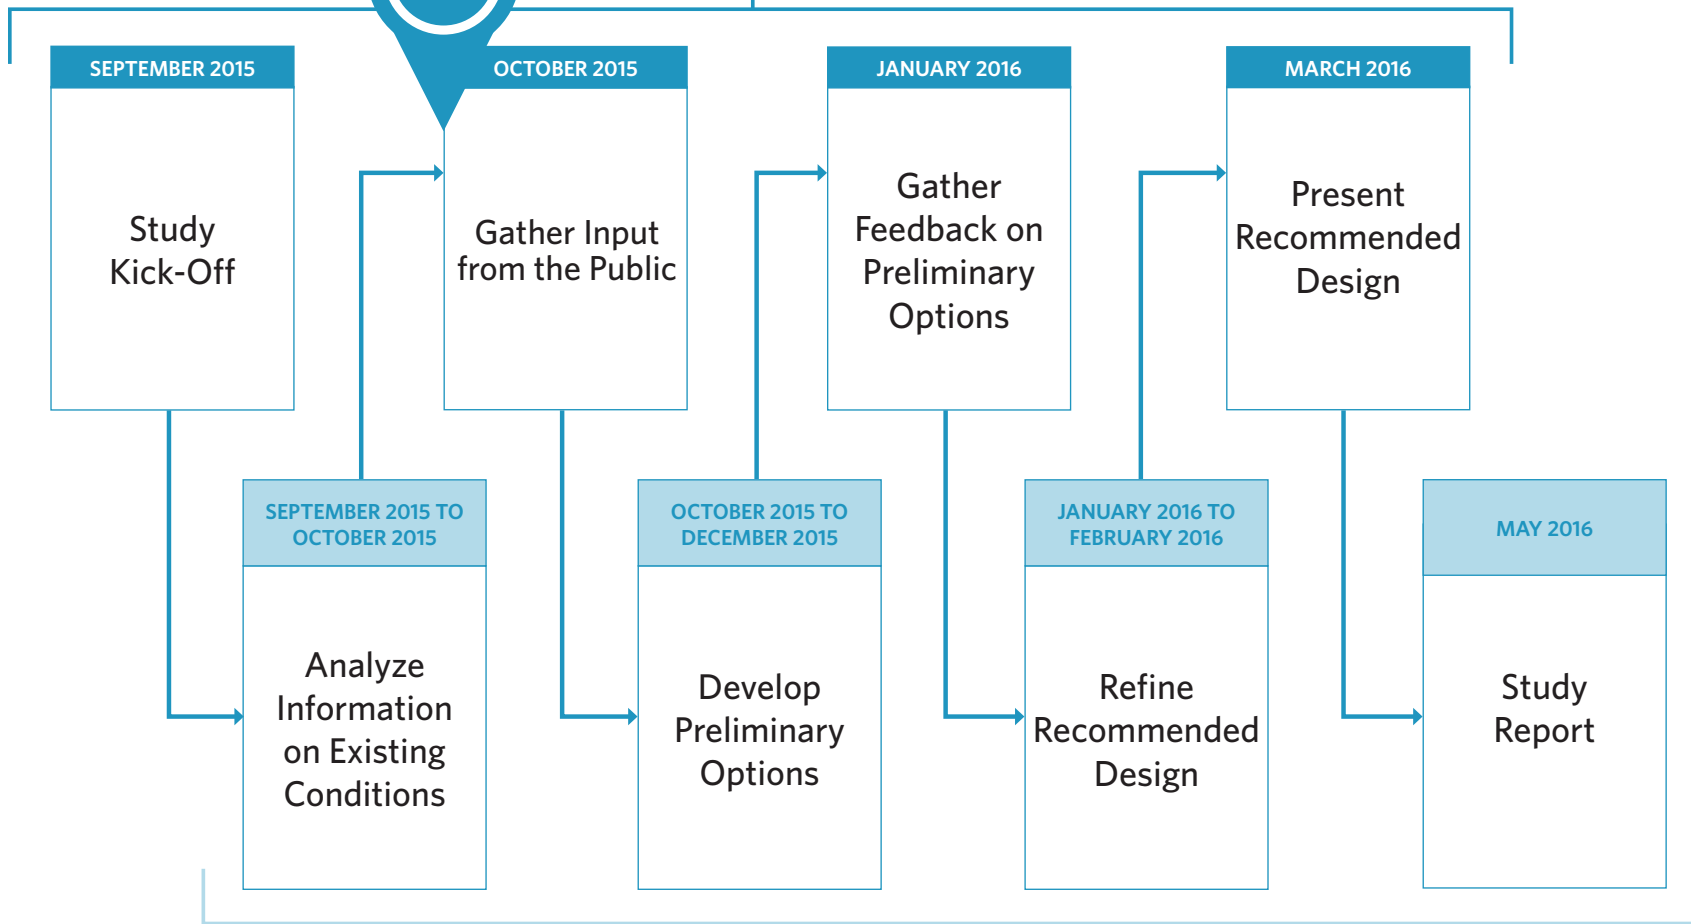 SEPTEMBER 2015
Study
Kick-Off
SEPTEMBER 2015 TO
OCTOBER 2015
Analyze
Information
on Existing
Conditions
OCTOBER 2015
Gather Input
from the Public
OCTOBER 2015 TO
DECEMBER 2015
Develop
Preliminary
Options
JANUARY 2016
Gather
Feedback on
Preliminary
Options
JANUARY 2016 TO
FEBRUARY 2016
Refine
Recommended
Design
MARCH 2016
Present
Recommended
Design
MAY 2016
Study
Report